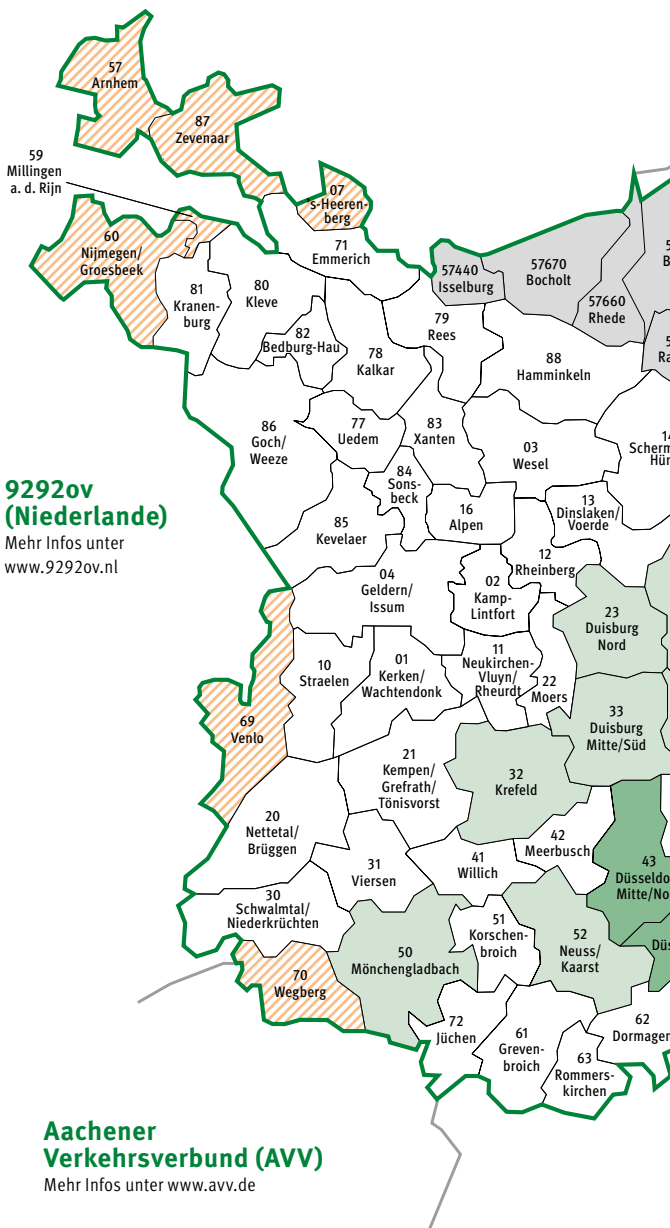 57
Arnhem
87
Zevenaar
59
Millingen
a. d. Rijn
07
s-Heeren-
berg
60
Nijmegen/
Groesbeek
71
Emmerich
57440
Isselburg
57670
Bocholt
57660
Rhede
81
Kranen-
burg
80
Kleve
82
Bedburg-Hau
79
Rees
78
Kalkar
88
Hamminkeln
86
Goch/
Weeze
77
Uedem
83
Xanten
03
Wesel
14
Scherm
Hün
84
Sons-
beck
16
Alpen
13
Dinslaken/
Voerde
9292ov
(Niederlande)
Mehr Infos unter
www.9292ov.nl
85
Kevelaer
12
Rheinberg
04
Geldern/
Issum
02
Kamp-
Lintfort
23
Duisburg
Nord
10
Straelen
01
Kerken/
Wachtendonk
11
Neukirchen-
Vluyn/
Rheurdt
22
Moers
69
Venlo
33
Duisburg
Mitte/Süd
21
Kempen/
Grefrath/
Tönisvorst
32
Krefeld
20
Nettetal/
Brüggen
42
Meerbusch
31
Viersen
41
Willich
43
Düsseldo
Mitte/No
30
Schwalmtal/
Niederkrüchten
51
Korschen-
broich
52
Neuss/
Kaarst
Düs
50
Mönchengladbach
70
Wegberg
72
Jüchen
61
Greven-
broich
62
Dormagen
63
Rommers-
kirchen
Aachener
Verkehrsverbund (AVV)
Mehr Infos unter www.avv.de